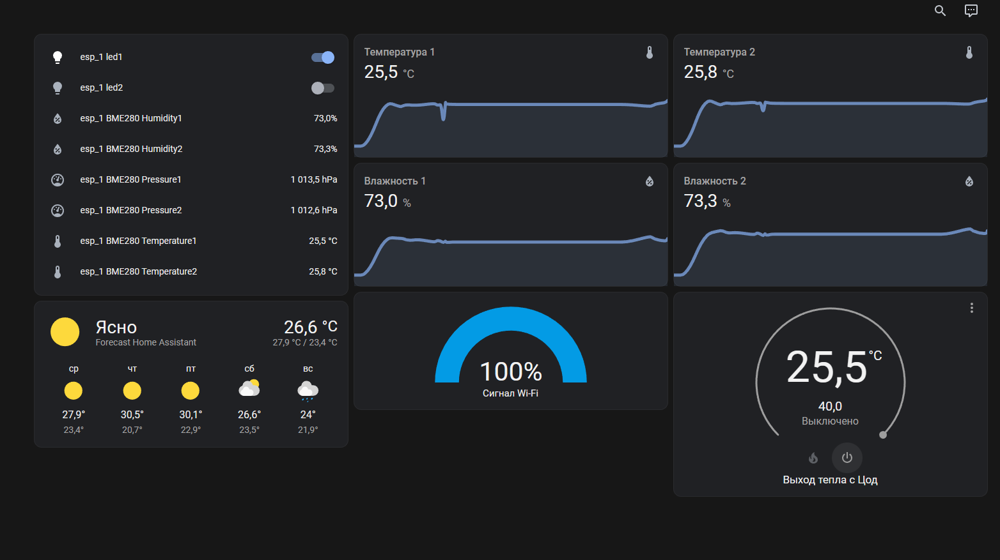 esp_1 led1
esp_1 led2
esp_1 BME280 Humidity1 73,0%
esp_1 BME280 Humidity2 73,3%
esp_1 BME280 Pressure1 1 013,5 hPa
esp_1 BME280 Pressure2 1 012,6 hPa
esp_1 BME280 Temperature1 25,5 °C
esp_1 BME280 Temperature2 25,8 °C
Ясно 26,6 °C
Forecast Home Assistant 27,9 °C / 23,4 °C
ср чт пт сб вс
27,9° 30,5° 30,1° 26,6° 24°
23,4° 20,7° 22,9° 23,5° 21,9°
Температура 1
25,5 °C
Влажность 1
73,0 %
100%
Сигнал Wi-Fi
Температура 2
25,8 °C
Влажность 2
73,3 %
25,5 °C
40,0
Выключено
Выход тепла с Цод